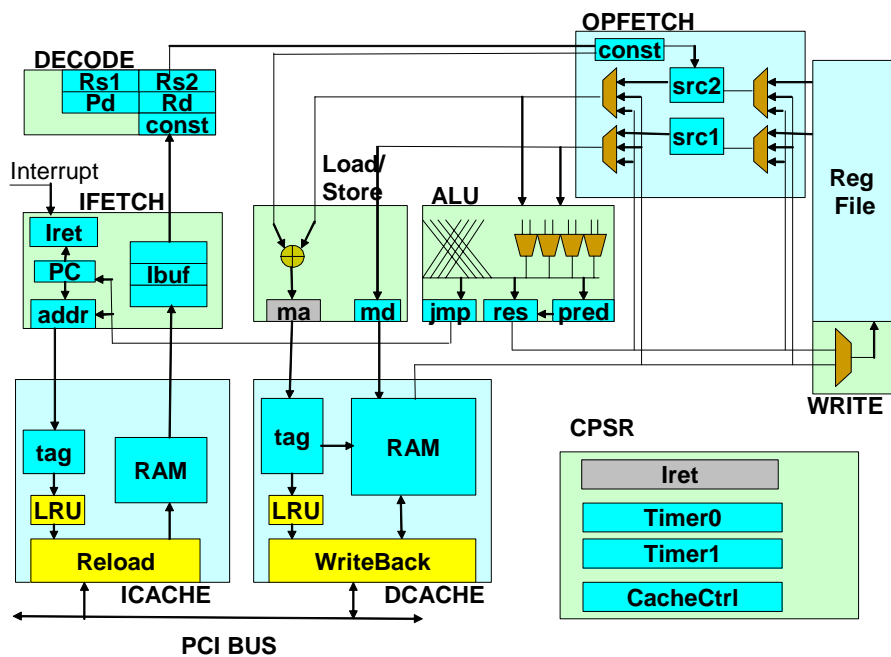 OPFETCH
DECODE
const
Rs1 Rs2
Pd Rd
const
src2
src1
Interrupt
Load/
Store
ALU
Reg
File
IFETCH
Iret
PC
Ibuf
addr
ma
md
jmp
res
pred
WRITE
CPSR
tag
RAM
LRU
Reload
ICACHE
tag
RAM
LRU
WriteBack
DCACHE
Iret
Timer0
Timer1
CacheCtrl
PCI BUS